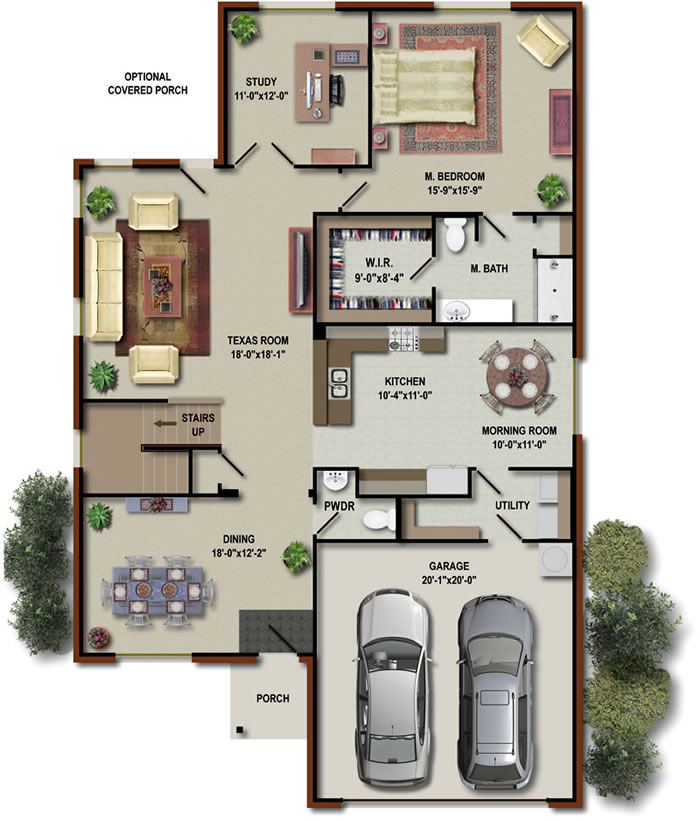 OPTIONAL
COVERED PORCH
STUDY
11'-0"x12'-0"
M. BEDROOM
15'-9"x15'-9"
W.I.R.
9'-0"x8'-4"
M. BATH
TEXAS ROOM
18'-0"x18'-1"
KITCHEN
10'-4"x11'-0"
MORNING ROOM
10'-0"x11'-0"
STAIRS
UP
PWDR
UTILITY
DINING
18'-0"x12'-2"
GARAGE
20'-1"x20'-0"
PORCH